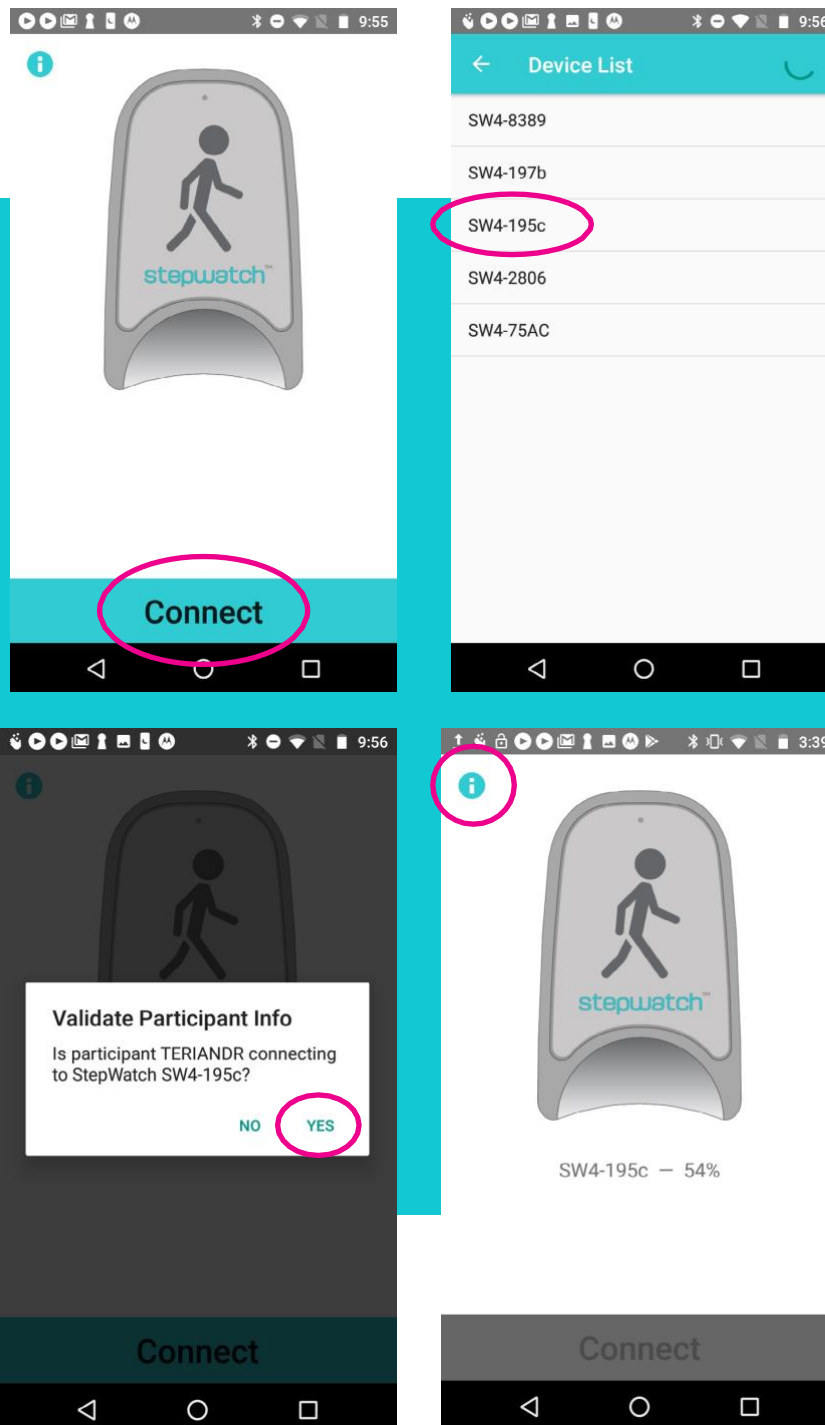 9:55
stepwatch™
Connect
9:56
Device List
SW4-8389
SW4-197b
SW4-195c
SW4-2806
SW4-75AC
9:56
Validate Participant Info
Is participant TERIANDR connecting
to StepWatch SW4-195c?
NO YES
Connect
3:39
stepwatch™
SW4-195c — 54%
Connect